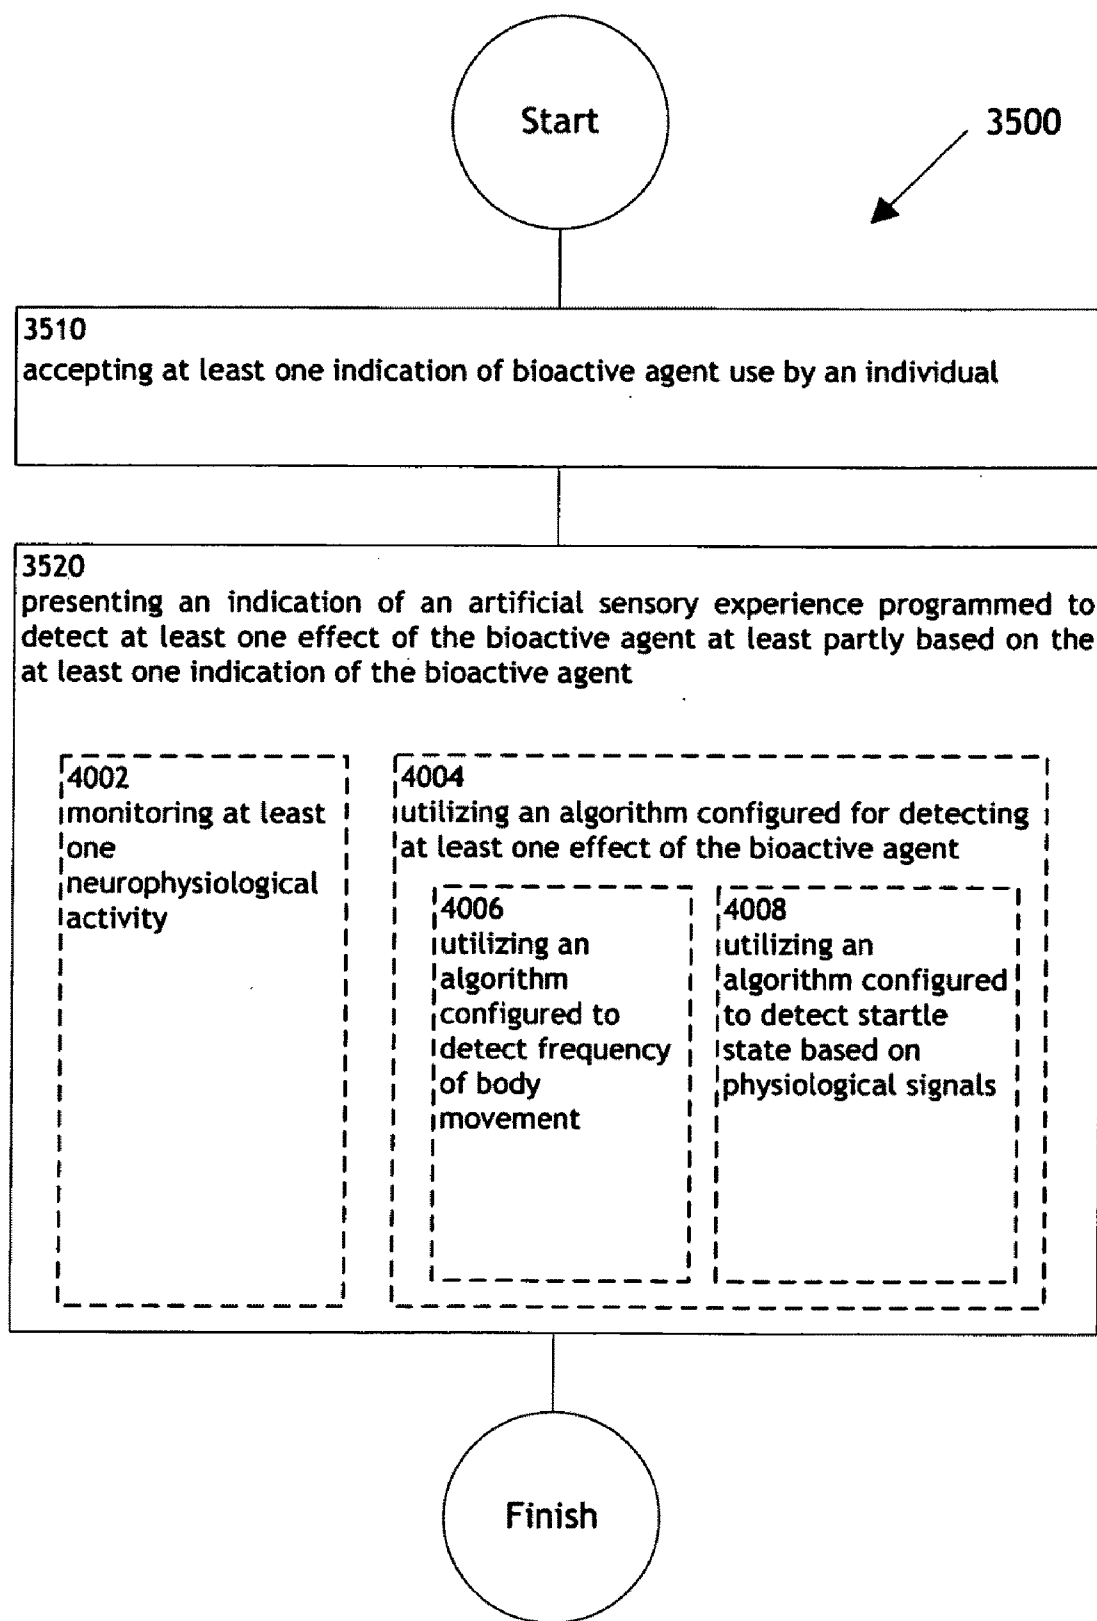 Start
3500
3510
accepting at least one indication of bioactive agent use by an individual
3520
presenting an indication of an artificial sensory experience programmed to
detect at least one effect of the bioactive agent at least partly based on the
at least one indication of the bioactive agent
4002
monitoring at least
one
neurophysiological
activity
4004
utilizing an algorithm configured for detecting
at least one effect of the bioactive agent
4006
utilizing an
algorithm
configured to
detect frequency
of body
movement
4008
utilizing an
algorithm configured
to detect startle
state based on
physiological signals
Finish